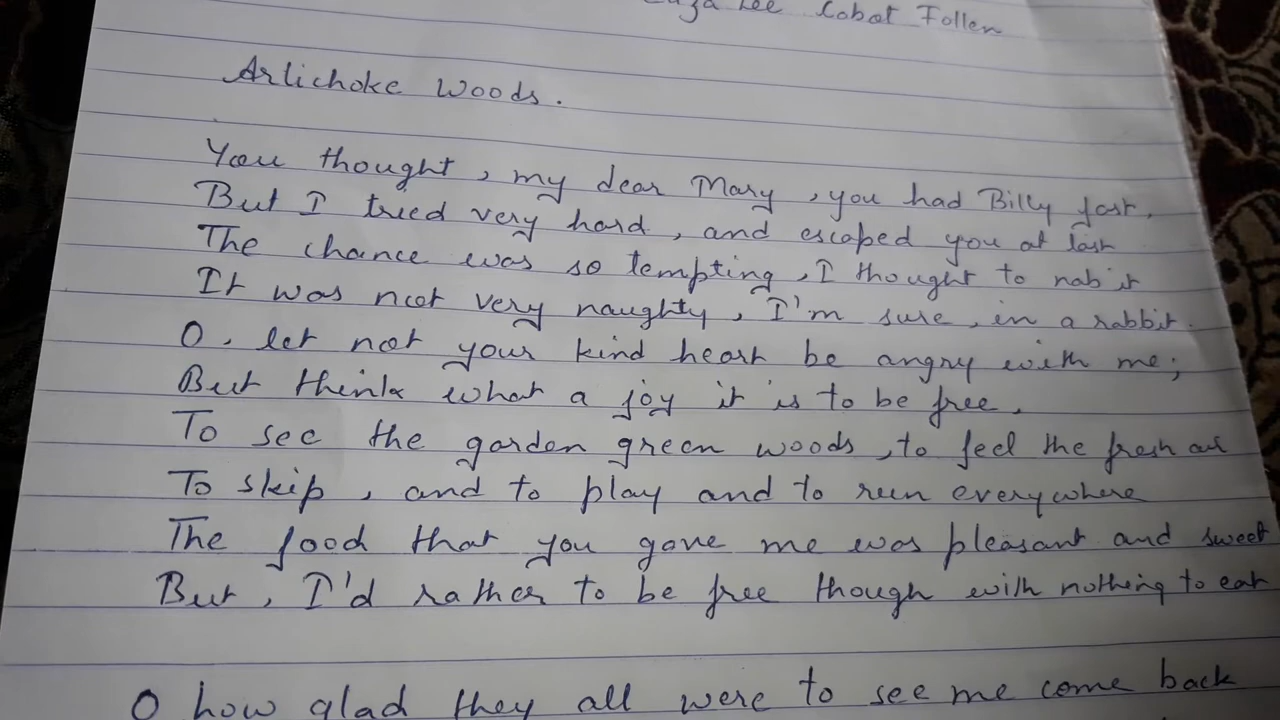 Lee Cabot Follen
Artichoke Woods.
You thought, my dear Mary, you had Billy fast.
But I tried very hard, and escaped you at last
The chance was so tempting, I thought to nab it
It was not very naughty, I'm sure, in a rabbit.
O, let not your kind heart be angry with me;
But think what a joy it is to be free.
To see the garden green woods, to feel the fresh air
To skip, and to play and to run everywhere
The food that you gave me was pleasant and sweet
But, I'd rather to be free though with nothing to eat
O how glad they all were to see me come back